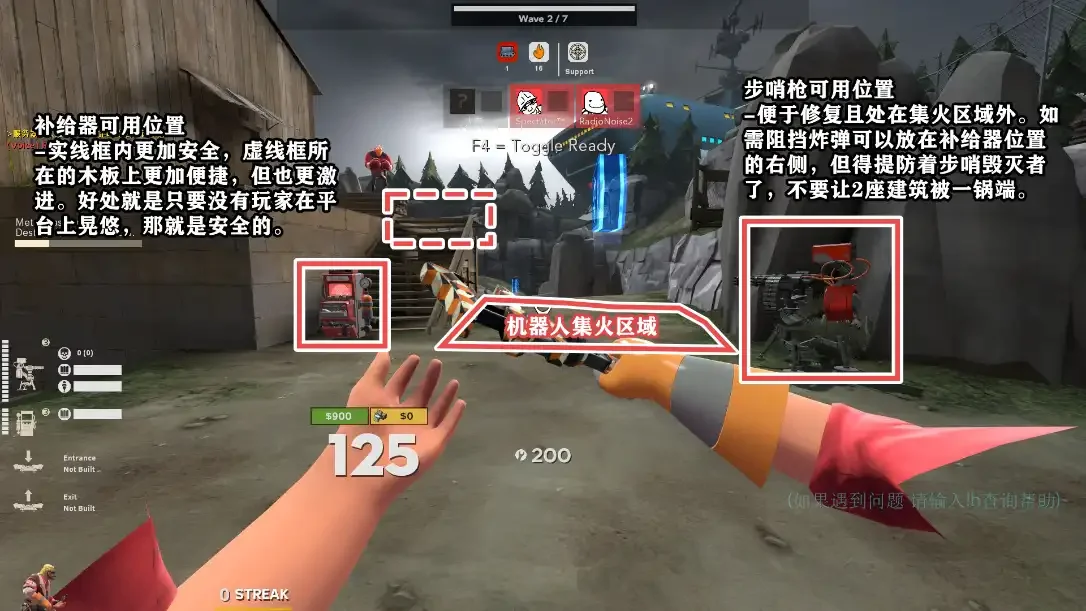 Wave 2 / 7
1
16
Support
?
Spectator
RadjoNoise2
F4 = Toggle Ready
补给器可用位置
-实线框内更加安全，虚线框所
在的木板上更加便捷，但也更激
进。好处就是只要没有玩家在平
台上晃悠，那就是安全的。
步哨枪可用位置
-便于修复且处在集火区域外。如
需阻挡炸弹可以放在补给器位置
的右侧，但得提防着步哨毁灭者
了，不要让2座建筑被一锅端。
Met
机器人集火区域
0 (0)
Entrance
Not Built
Exit
Not Built
$900
$0
125
200
(如果遇到问题 请输入!b查询帮助)
0 STREAK